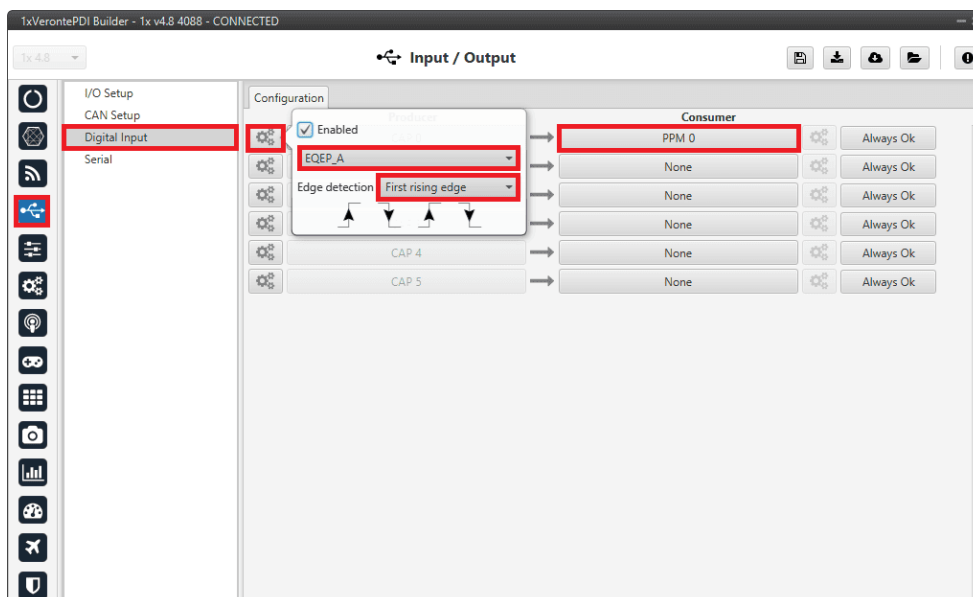 1xVerontePDI Builder - 1x v4.8 4088 - CONNECTED
1x 4.8
Input / Output
I/O Setup
CAN Setup
Digital Input
Serial
Configuration
Producer Consumer
Enabled
EQEP_A
Edge detection First rising edge
CAP 0 PPM 0 Always Ok
None Always Ok
None Always Ok
None Always Ok
CAP 4 None Always Ok
CAP 5 None Always Ok